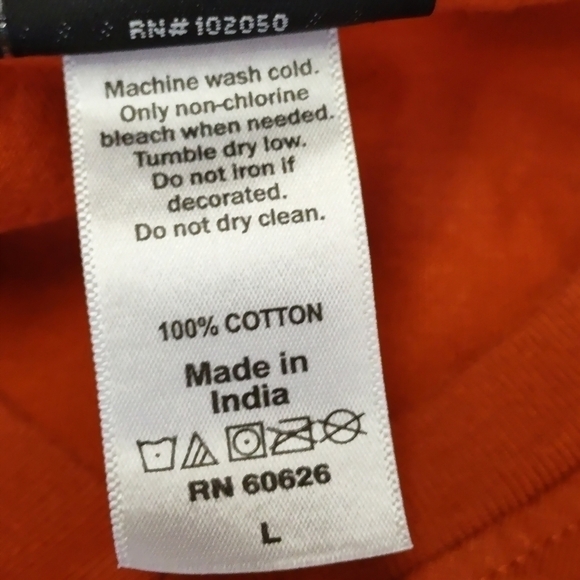 RN#102050
Machine wash cold.
Only non-chlorine
bleach when needed.
Tumble dry low.
Do not iron if
decorated.
Do not dry clean.
100% COTTON
Made in
India
RN 60626
L